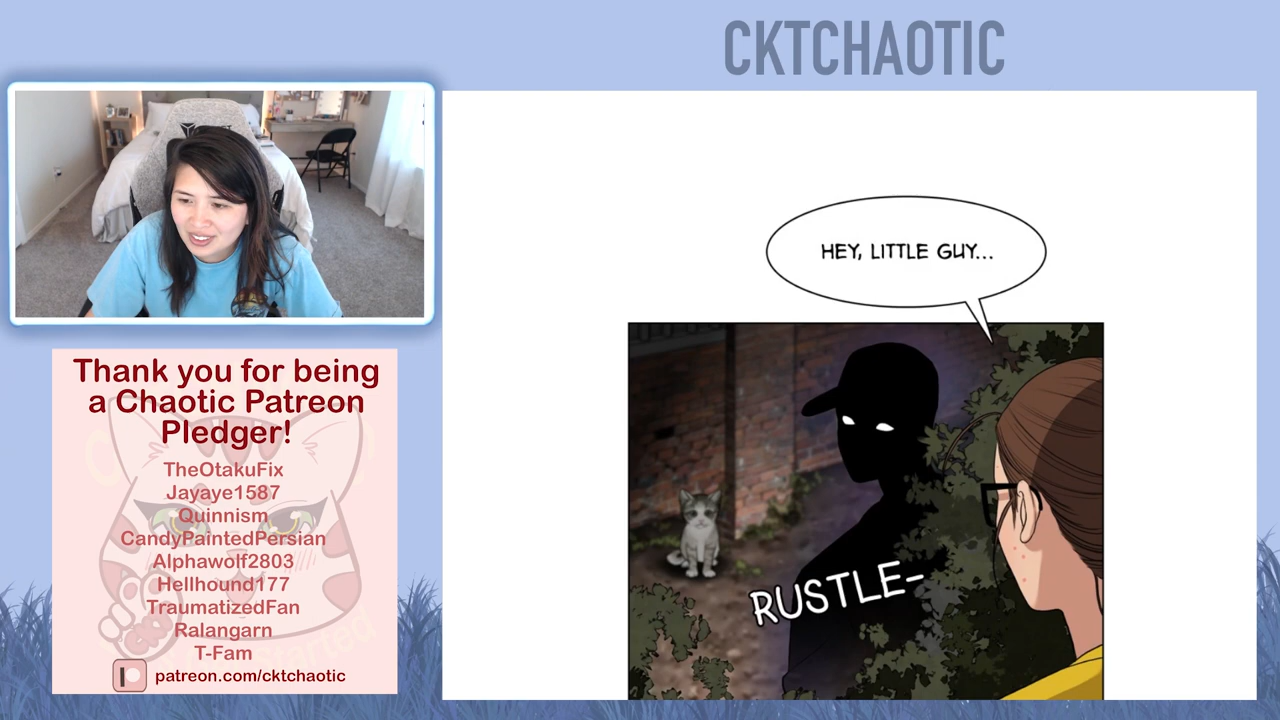 CKTCHAOTIC
HEY, LITTLE GUY...
RUSTLE-
Thank you for being
a Chaotic Patreon
Pledger!
TheOtakuFix
Jayaye1587
Quinnism
CandyPaintedPersian
Alphawolf2803
Hellhound177
TraumatizedFan
Ralangarn
T-Fam
patreon.com/cktchaotic